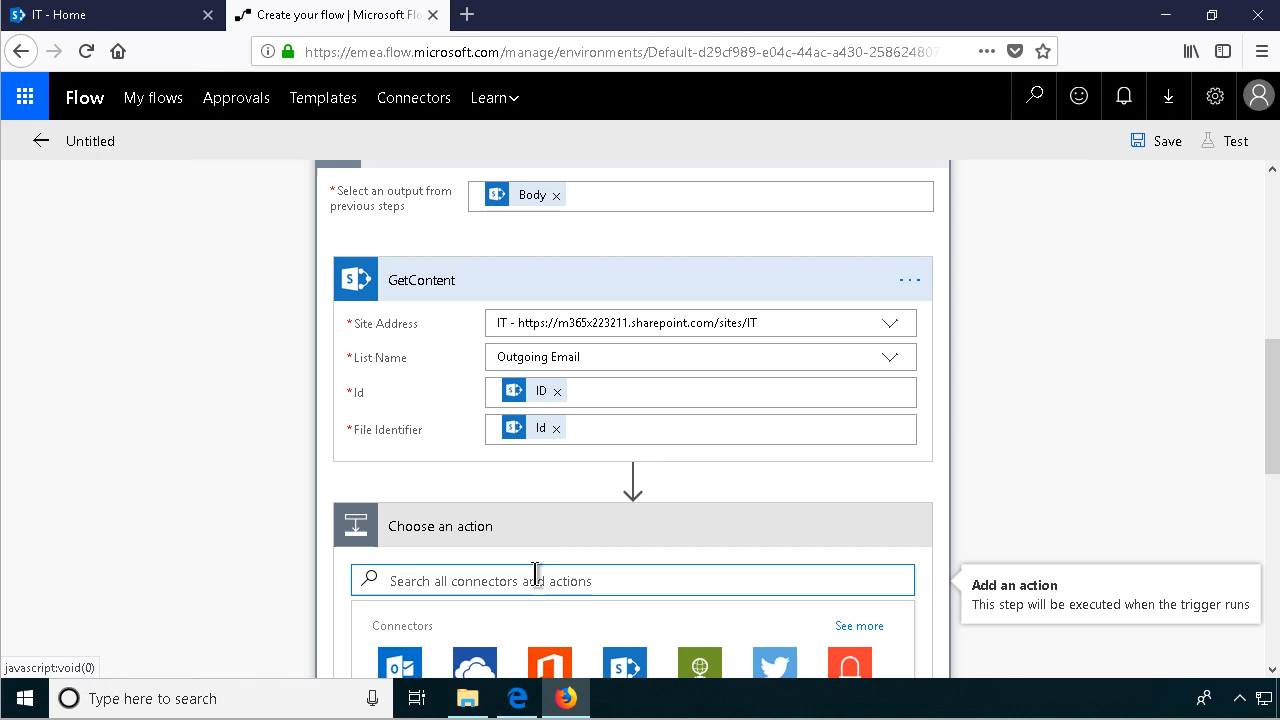 IT - Home
Create your flow | Microsoft Flo
https://emea.flow.microsoft.com/manage/environments/Default-d29cf989-e04c-44ac-a430-258624807
Flow My flows Approvals Templates Connectors Learn
Untitled Save Test
*Select an output from previous steps
Body ×
GetContent ...
*Site Address IT - https://m365x223211.sharepoint.com/sites/IT
*List Name Outgoing Email
*Id ID ×
*File Identifier Id ×
Choose an action
Search all connectors and actions
Add an action
This step will be executed when the trigger runs
Connectors See more
javascript:void(0)
Type here to search